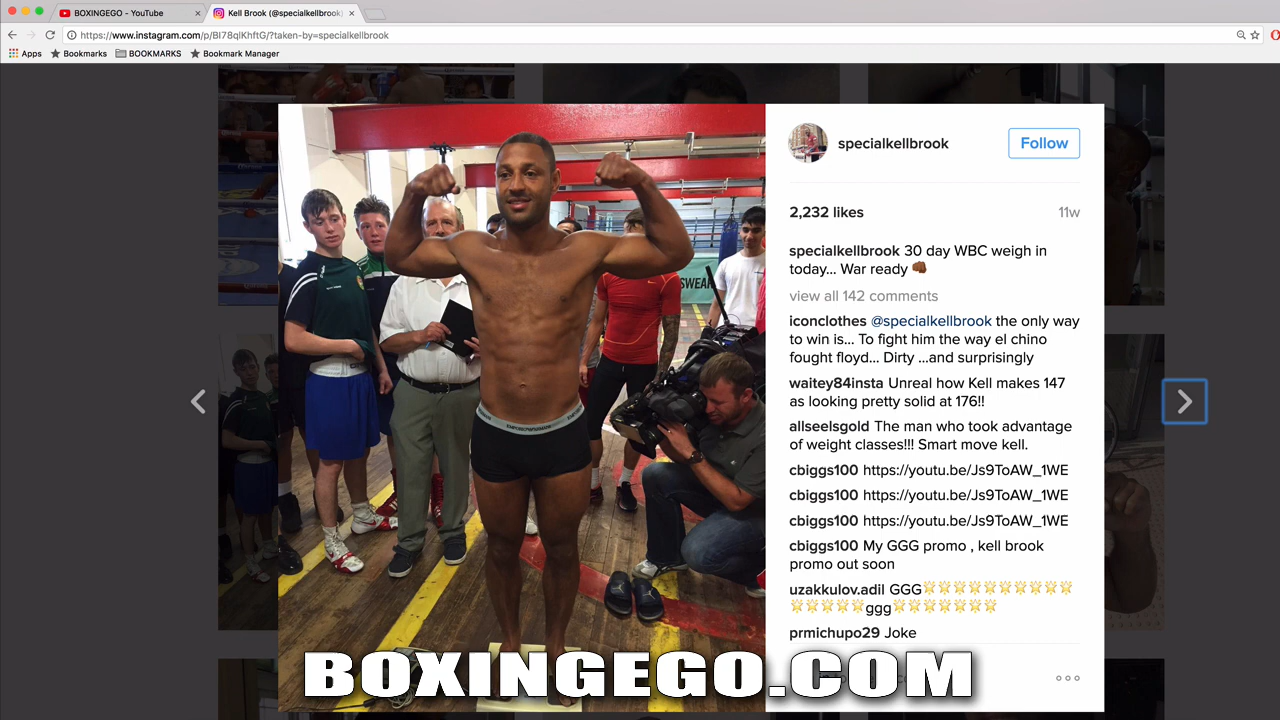 BOXINGEGO - YouTube
Kell Brook (@specialkellbrook)
https://www.instagram.com/p/BI78qlKhftG/?taken-by=specialkellbrook
Apps Bookmarks BOOKMARKS Bookmark Manager
specialkellbrook
Follow
2,232 likes
11w
specialkellbrook 30 day WBC weigh in
today... War ready
view all 142 comments
iconclothes @specialkellbrook the only way
to win is... To fight him the way el chino
fought floyd... Dirty ...and surprisingly
waitey84insta Unreal how Kell makes 147
as looking pretty solid at 176!!
allseelsgold The man who took advantage
of weight classes!!! Smart move kell.
cbiggs100 https://youtu.be/Js9ToAW_1WE
cbiggs100 https://youtu.be/Js9ToAW_1WE
cbiggs100 https://youtu.be/Js9ToAW_1WE
cbiggs100 My GGG promo , kell brook
promo out soon
uzakkulov.adil GGG
ggg
prmichupo29 Joke
SWEAR
BOXINGEGO.COM